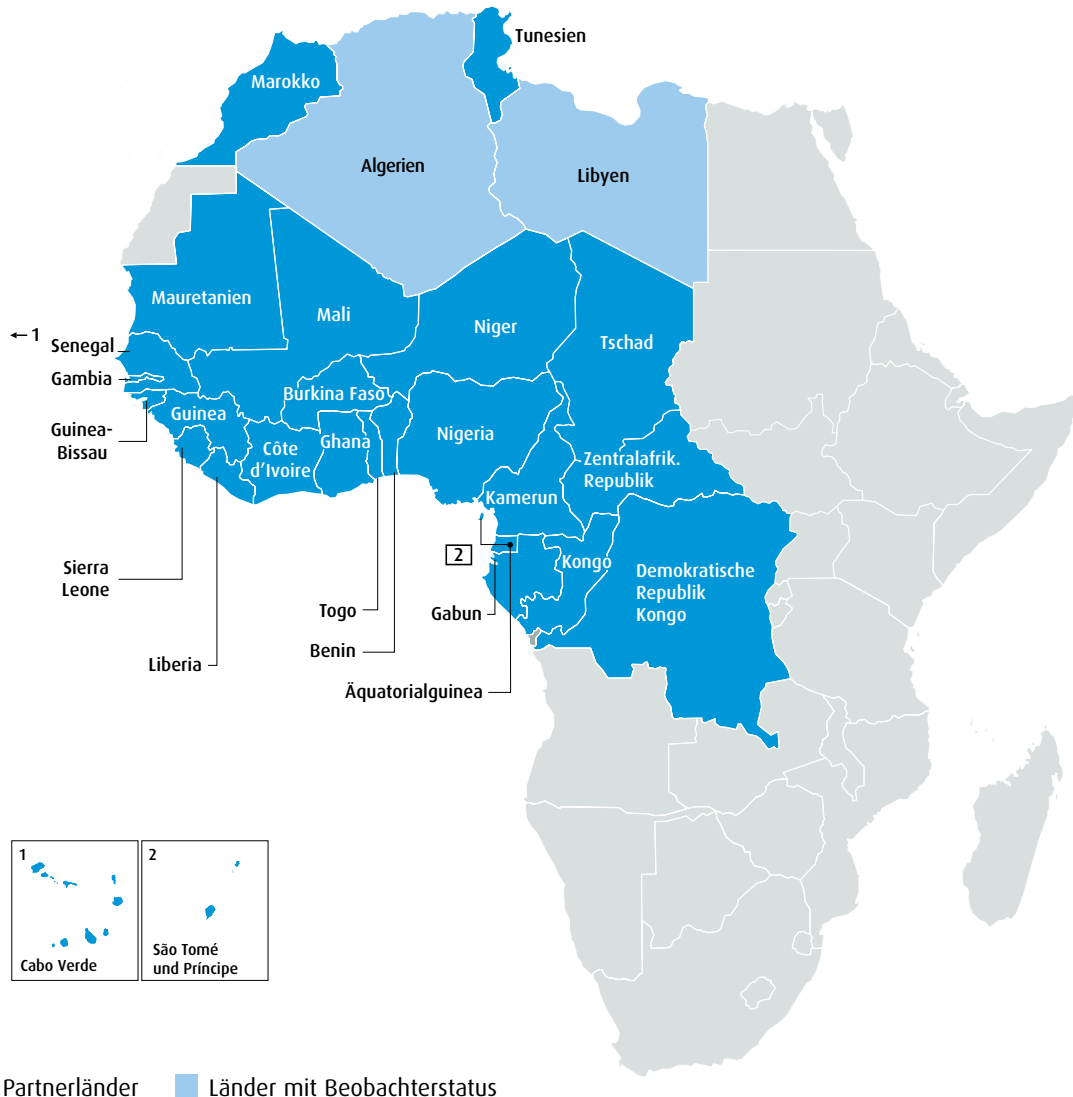 Tunesien
Marokko
Algerien
Libyen
Mauretanien
Mali
Niger
Tschad
←1
Senegal
Gambia
Guinea-
Bissau
Guinea
Burkina Faso
Côte
d’Ivoire
Ghana
Nigeria
Zentralafrik.
Republik
Kamerun
2
Kongo
Demokratische
Republik
Kongo
Sierra
Leone
Togo
Gabun
Liberia
Benin
Äquatorialguinea
1
Cabo Verde
2
São Tomé
und Príncipe
Partnerländer
Länder mit Beobachterstatus